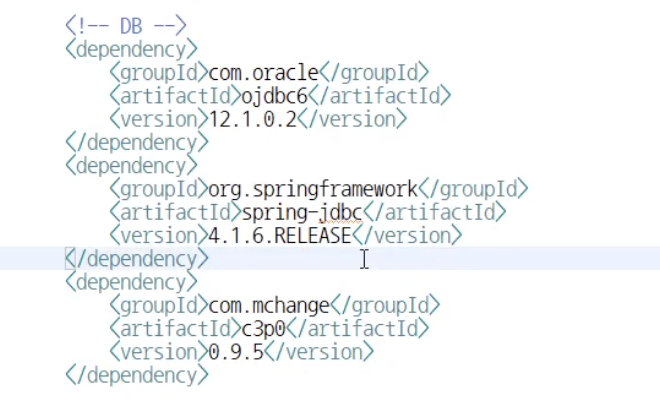 <!-- DB -->
<dependency>
<groupId>com.oracle</groupId>
<artifactId>ojdbc6</artifactId>
<version>12.1.0.2</version>
</dependency>
<dependency>
<groupId>org.springframework</groupId>
<artifactId>spring-jdbc</artifactId>
<version>4.1.6.RELEASE</version>
</dependency>
<dependency>
<groupId>com.mchange</groupId>
<artifactId>c3p0</artifactId>
<version>0.9.5</version>
</dependency>